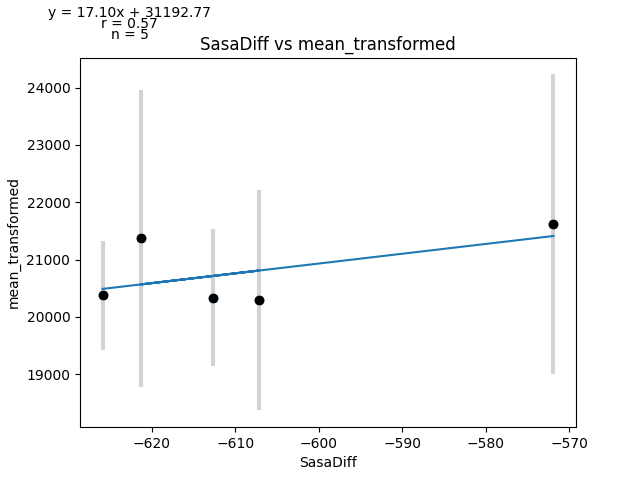 y = 17.10x + 31192.77
r = 0.57
n = 5
SasaDiff vs mean_transformed
24000
23000
22000
21000
20000
19000
mean_transformed
−620
−610
−600
−590
−580
−570
SasaDiff